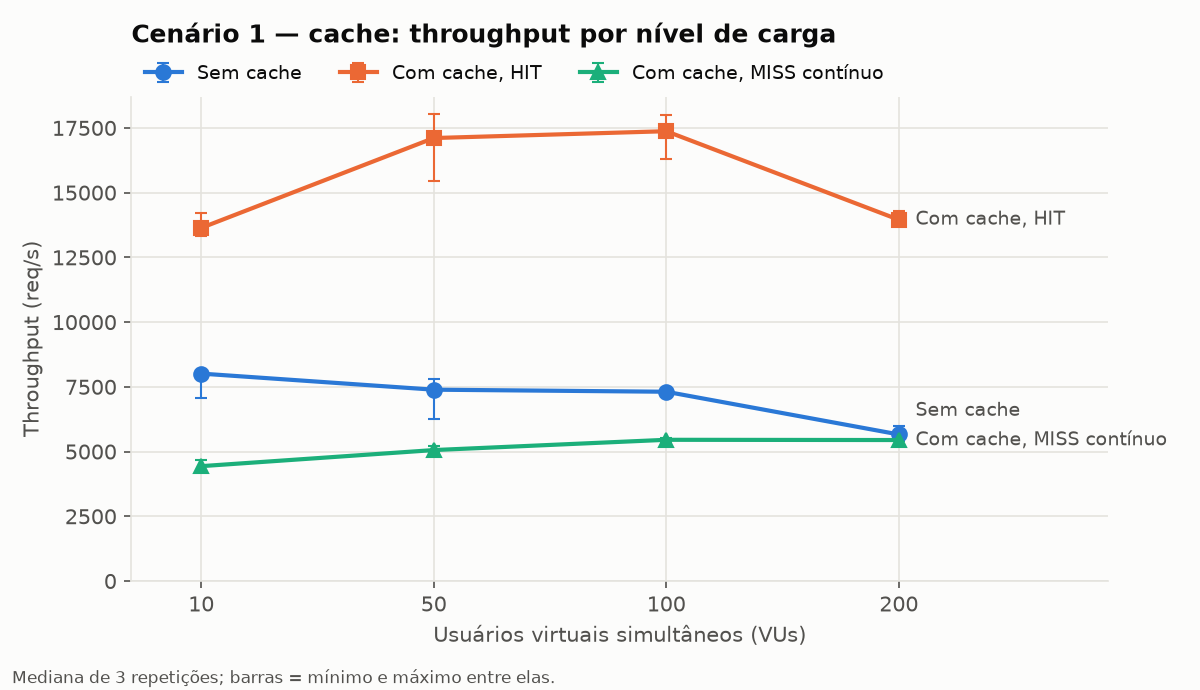 Cenário 1 — cache: throughput por nível de carga
Sem cache
Com cache, HIT
Com cache, MISS contínuo
Throughput (req/s)
17500
15000
12500
10000
7500
5000
2500
0
Com cache, HIT
Sem cache
Com cache, MISS contínuo
10
50
100
200
Usuários virtuais simultâneos (VUs)
Mediana de 3 repetições; barras = mínimo e máximo entre elas.